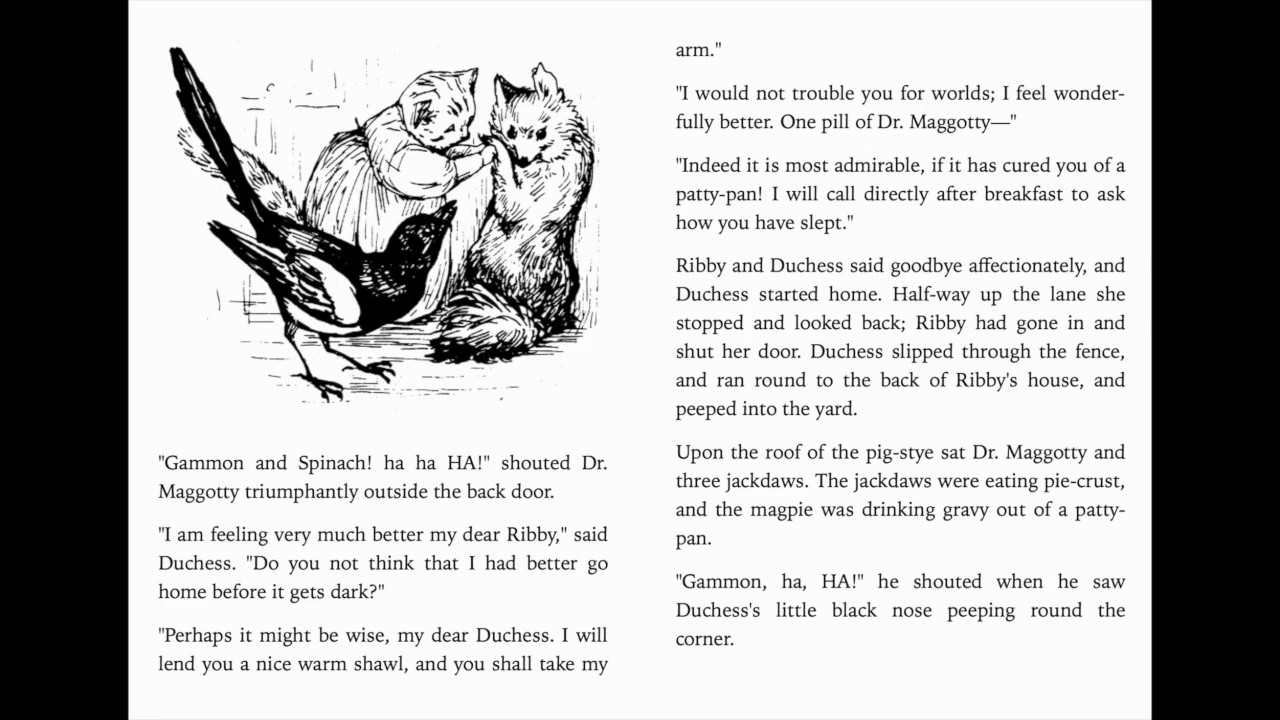 "Gammon and Spinach! ha ha HA!" shouted Dr.
Maggotty triumphantly outside the back door.
"I am feeling very much better my dear Ribby," said
Duchess. "Do you not think that I had better go
home before it gets dark?"
"Perhaps it might be wise, my dear Duchess. I will
lend you a nice warm shawl, and you shall take my
arm."
"I would not trouble you for worlds; I feel wonder-
fully better. One pill of Dr. Maggotty—"
"Indeed it is most admirable, if it has cured you of a
patty-pan! I will call directly after breakfast to ask
how you have slept."
Ribby and Duchess said goodbye affectionately, and
Duchess started home. Half-way up the lane she
stopped and looked back; Ribby had gone in and
shut her door. Duchess slipped through the fence,
and ran round to the back of Ribby's house, and
peeped into the yard.
Upon the roof of the pig-stye sat Dr. Maggotty and
three jackdaws. The jackdaws were eating pie-crust,
and the magpie was drinking gravy out of a patty-
pan.
"Gammon, ha, HA!" he shouted when he saw
Duchess's little black nose peeping round the
corner.